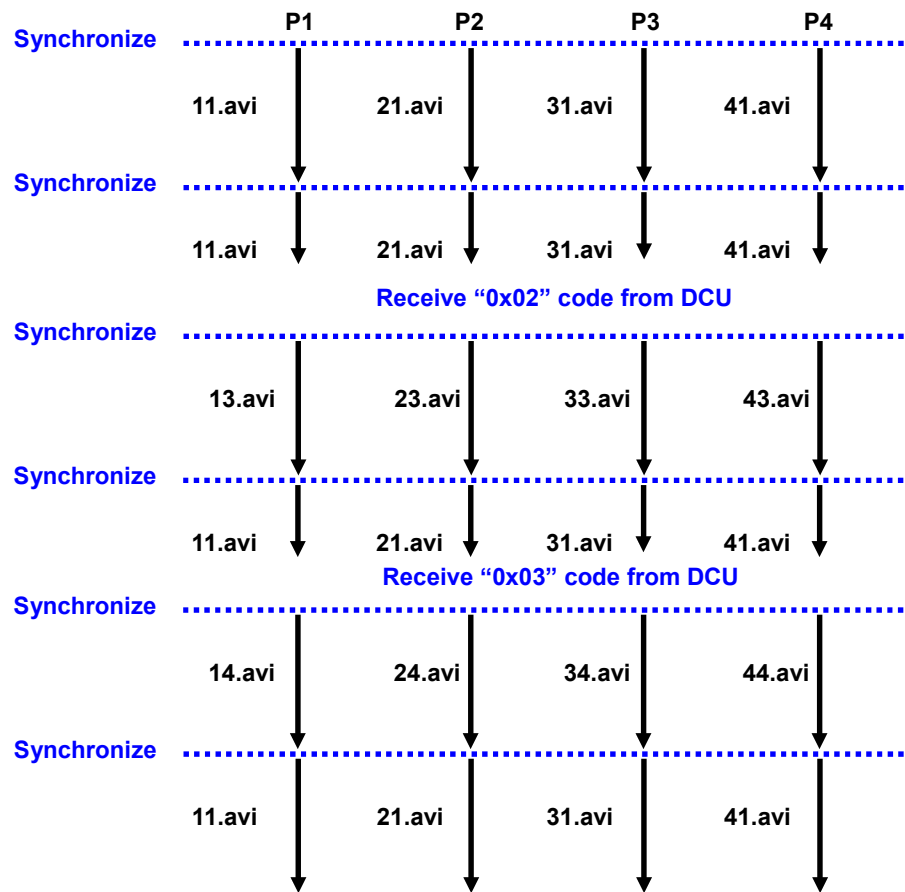 P1 P2 P3 P4
Synchronize
11.avi 21.avi 31.avi 41.avi
Synchronize
11.avi 21.avi 31.avi 41.avi
Receive “0x02” code from DCU
Synchronize
13.avi 23.avi 33.avi 43.avi
Synchronize
11.avi 21.avi 31.avi 41.avi
Receive “0x03” code from DCU
Synchronize
14.avi 24.avi 34.avi 44.avi
Synchronize
11.avi 21.avi 31.avi 41.avi